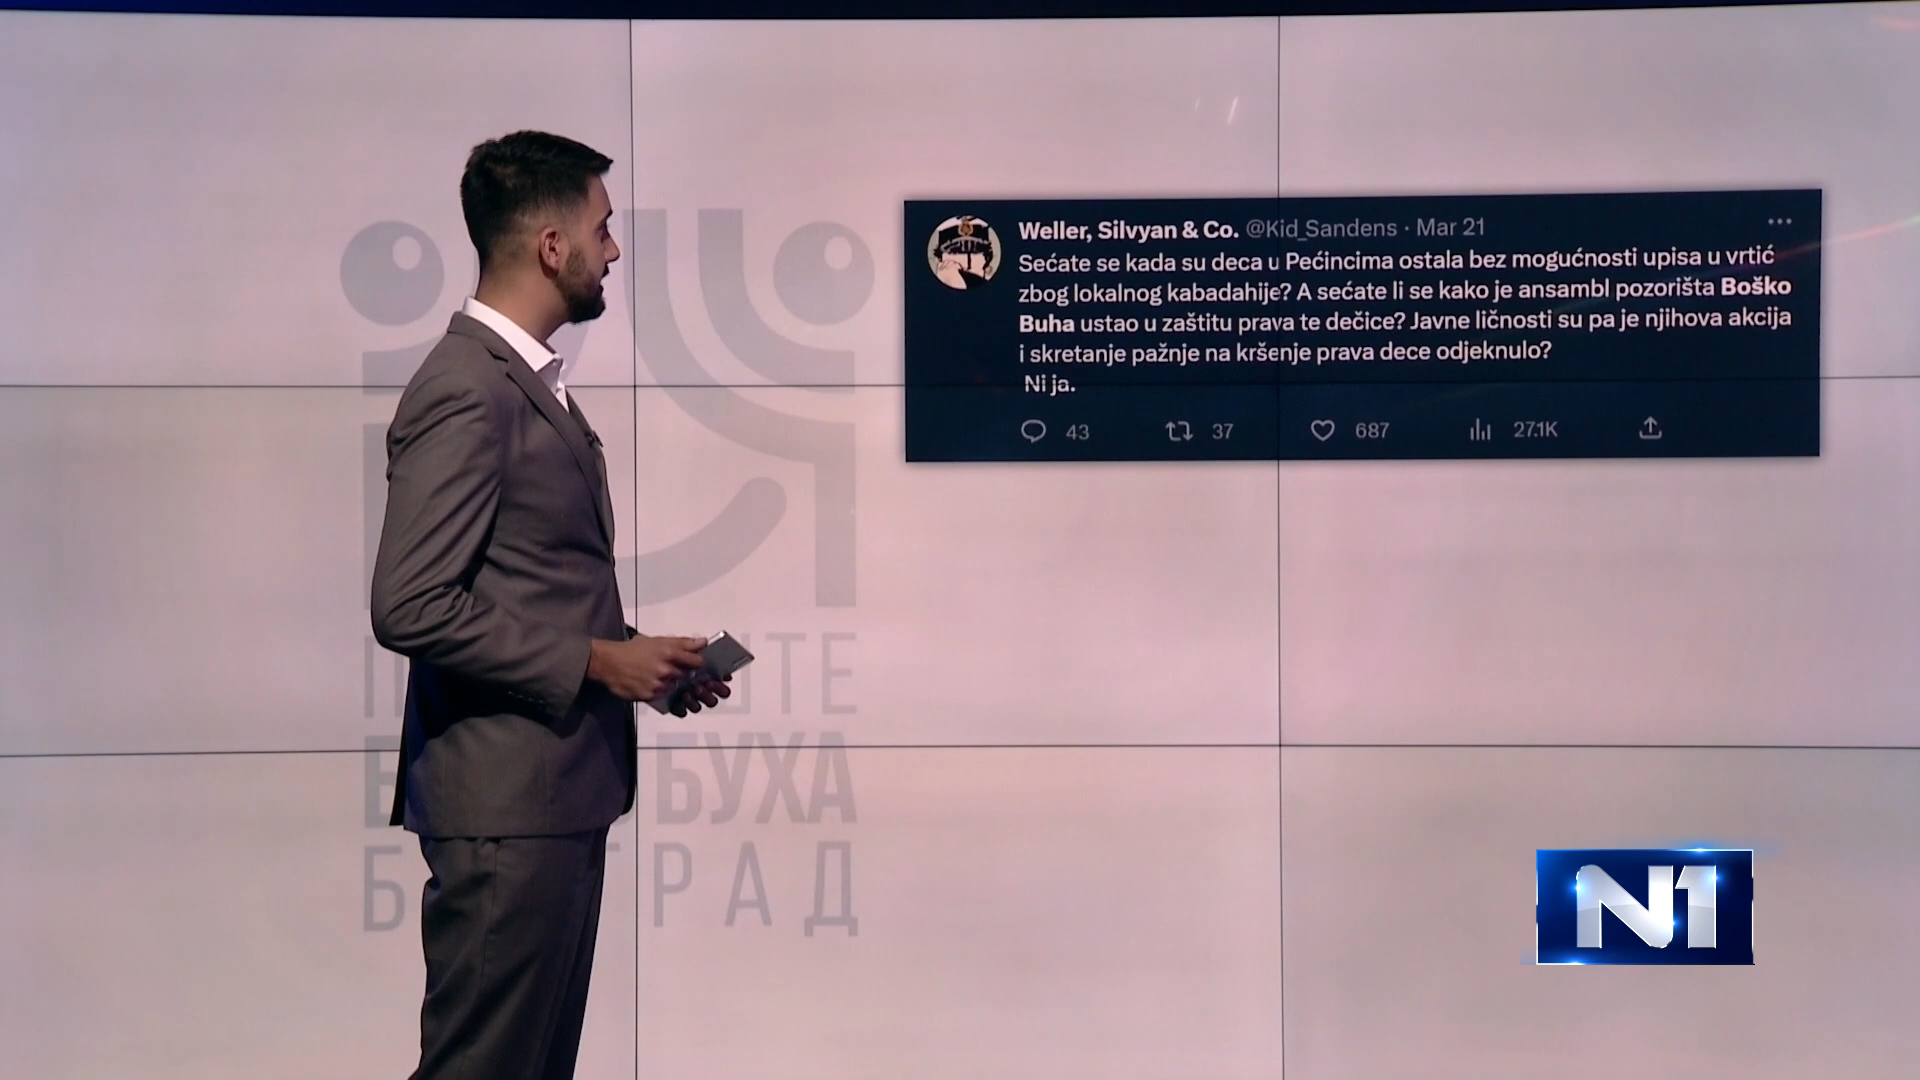 Weller, Silvyan & Co. @Kid_Sandens · Mar 21
Sećate se kada su deca u Pećincima ostala bez mogućnosti upisa u vrtić
zbog lokalnog kabadahije? A sećate li se kako je ansambl pozorišta Boško
Buha ustao u zaštitu prava te dečice? Javne ličnosti su pa je njihova akcija
i skretanje pažnje na kršenje prava dece odjeknulo?
Ni ja.
43 37 687 27.1K
БУХА
N1